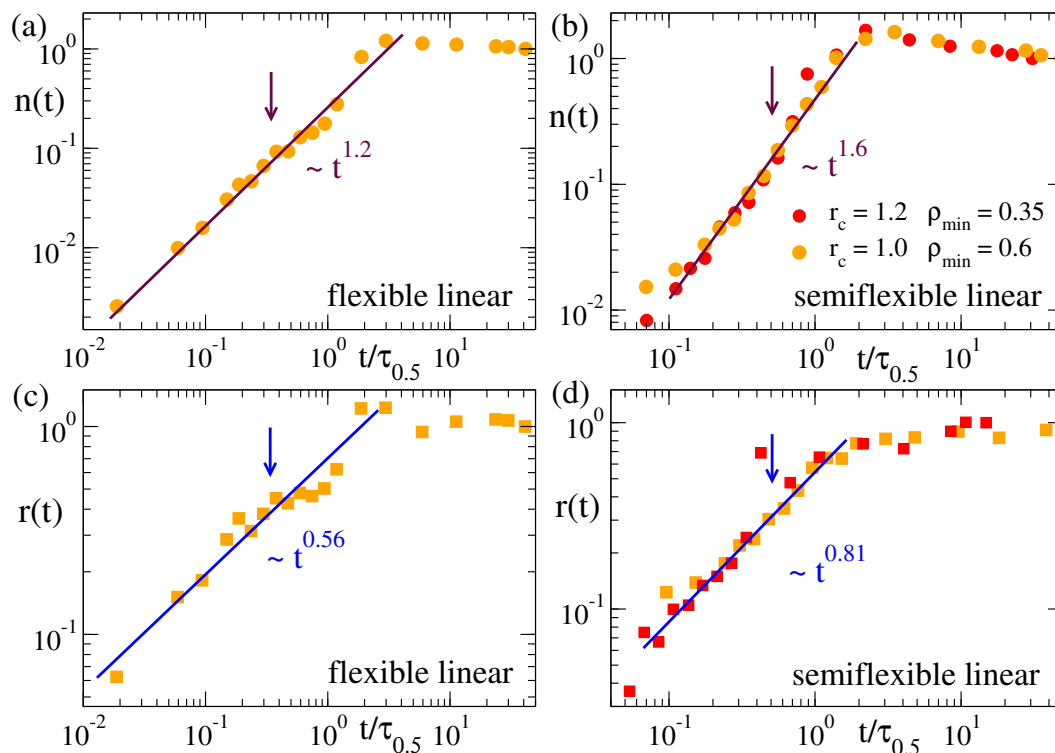 (a)
10^0
n(t)
10^-1
10^-2
~ t^1.2
flexible linear
10^-2 10^-1 10^0 t/τ_0.5 10^1
(b)
10^0
n(t)
10^-1
10^-2
~ t^1.6
r_c = 1.2 ρ_min = 0.35
r_c = 1.0 ρ_min = 0.6
semiflexible linear
10^-1 10^0 t/τ_0.5 10^1
(c)
10^0
r(t)
10^-1
~ t^0.56
flexible linear
10^-2 10^-1 10^0 t/τ_0.5 10^1
(d)
10^0
r(t)
10^-1
~ t^0.81
semiflexible linear
10^-1 10^0 t/τ_0.5 10^1